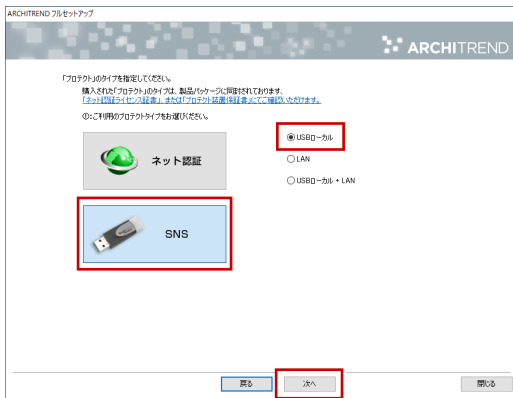 ARCHITREND フルセットアップ
ARCHITREND
「プロテクト」のタイプを指定してください。
購入された「プロテクト」のタイプは、製品パッケージに同封されております、
「ネット認証ライセンス証書」、または「プロテクト装置保証書」にてご確認いただけます。
①:ご利用のプロテクトタイプをお選びください。
ネット認証
USBローカル
LAN
USBローカル + LAN
SNS
戻る
次へ
閉じる